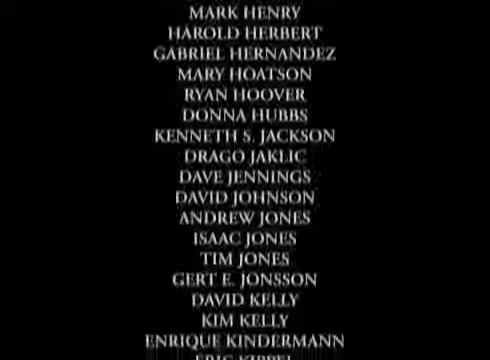 MARK HENRY
HAROLD HERBERT
GABRIEL HERNANDEZ
MARY HOATSON
RYAN HOOVER
DONNA HUBBS
KENNETH S. JACKSON
DRAGO JAKLIC
DAVE JENNINGS
DAVID JOHNSON
ANDREW JONES
ISAAC JONES
TIM JONES
GERT E. JONSSON
DAVID KELLY
KIM KELLY
ENRIQUE KINDERMANN
ERIC